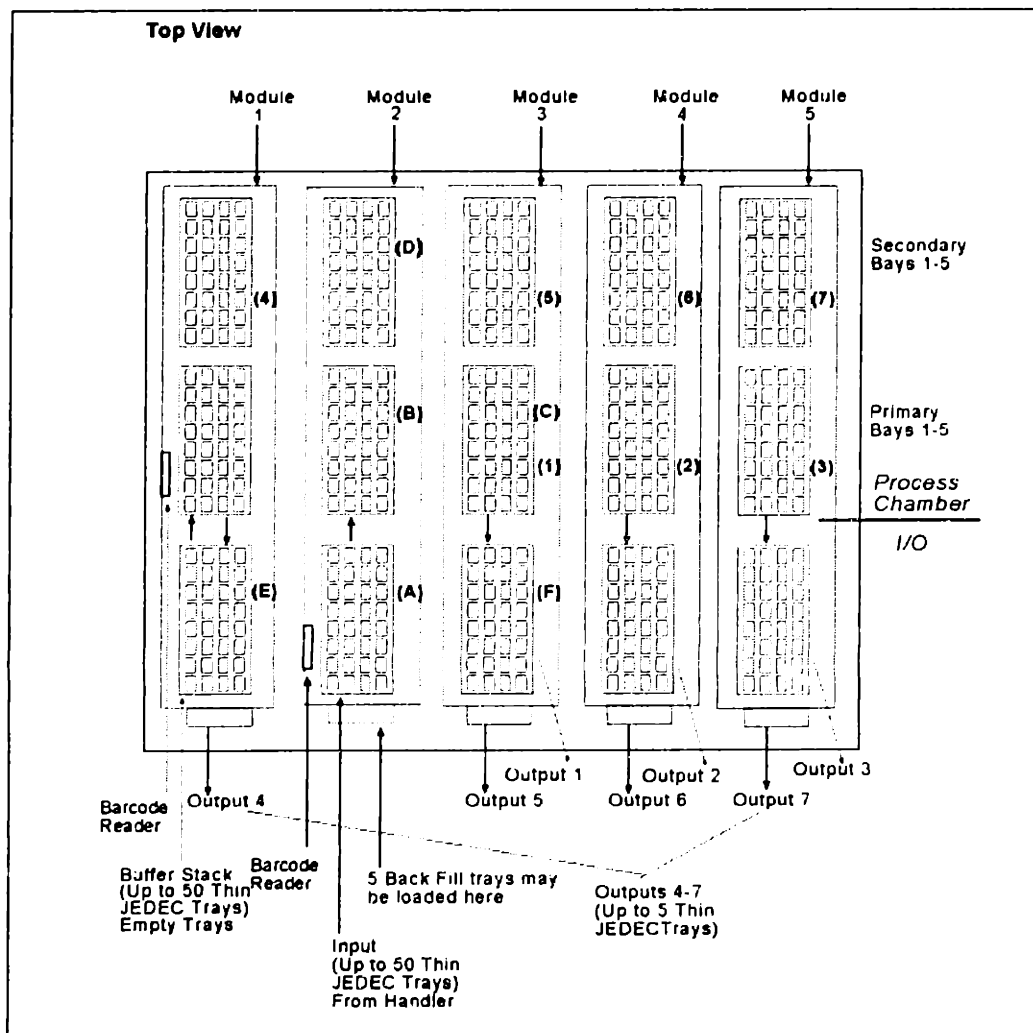 Top View
Module
1
Module
2
Module
3
Module
4
Module
5
(4)
(D)
(5)
(6)
(7)
Secondary
Bays 1-5
(B)
(C)
(1)
(2)
(3)
Primary
Bays 1-5
Process
Chamber
I/O
(E)
(A)
(F)
Output 1
Output 2
Output 3
Output 4
Output 5
Output 6
Output 7
Barcode
Reader
Buffer Stack
(Up to 50 Thin
JEDEC Trays)
Empty Trays
Barcode
Reader
5 Back Fill trays may
be loaded here
Outputs 4-7
(Up to 5 Thin
JEDECTrays)
Input
(Up to 50 Thin
JEDEC Trays)
From Handler